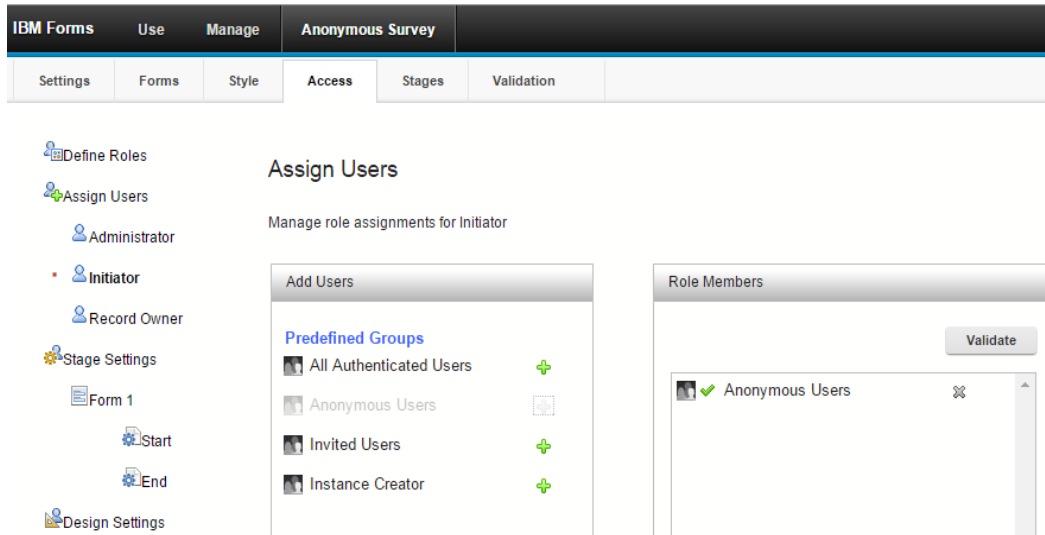 IBM Forms Use Manage Anonymous Survey
Settings Forms Style Access Stages Validation
Define Roles
Assign Users
Administrator
* Initiator
Record Owner
Stage Settings
Form 1
Start
End
Design Settings
Assign Users
Manage role assignments for Initiator
Add Users
Predefined Groups
All Authenticated Users
Anonymous Users
Invited Users
Instance Creator
Role Members
Validate
Anonymous Users